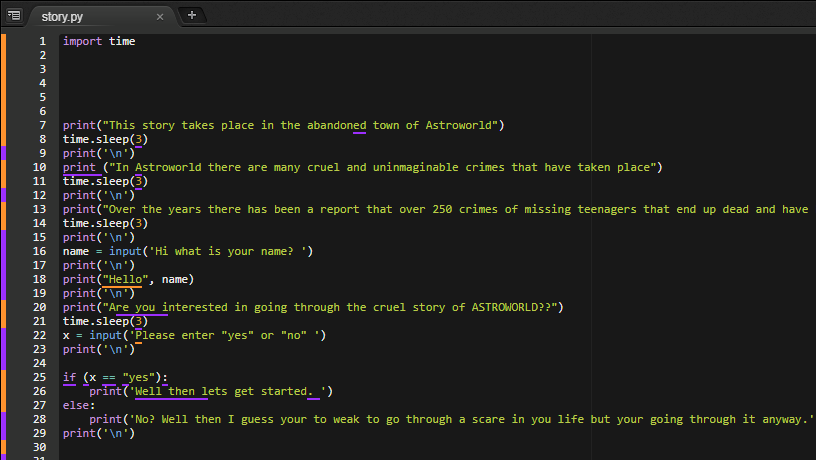 story.py × +
1 import time
2
3
4
5
6
7 print("This story takes place in the abandoned town of Astroworld")
8 time.sleep(3)
9 print('\n')
10 print ("In Astroworld there are many cruel and uninmaginable crimes that have taken place")
11 time.sleep(3)
12 print('\n')
13 print("Over the years there has been a report that over 250 crimes of missing teenagers that end up dead and have
14 time.sleep(3)
15 print('\n')
16 name = input('Hi what is your name? ')
17 print('\n')
18 print("Hello", name)
19 print('\n')
20 print("Are you interested in going through the cruel story of ASTROWORLD??")
21 time.sleep(3)
22 x = input('Please enter "yes" or "no" ')
23 print('\n')
24
25 if (x == "yes"):
26     print('Well then lets get started. ')
27 else:
28     print('No? Well then I guess your to weak to go through a scare in you life but your going through it anyway.'
29 print('\n')
30